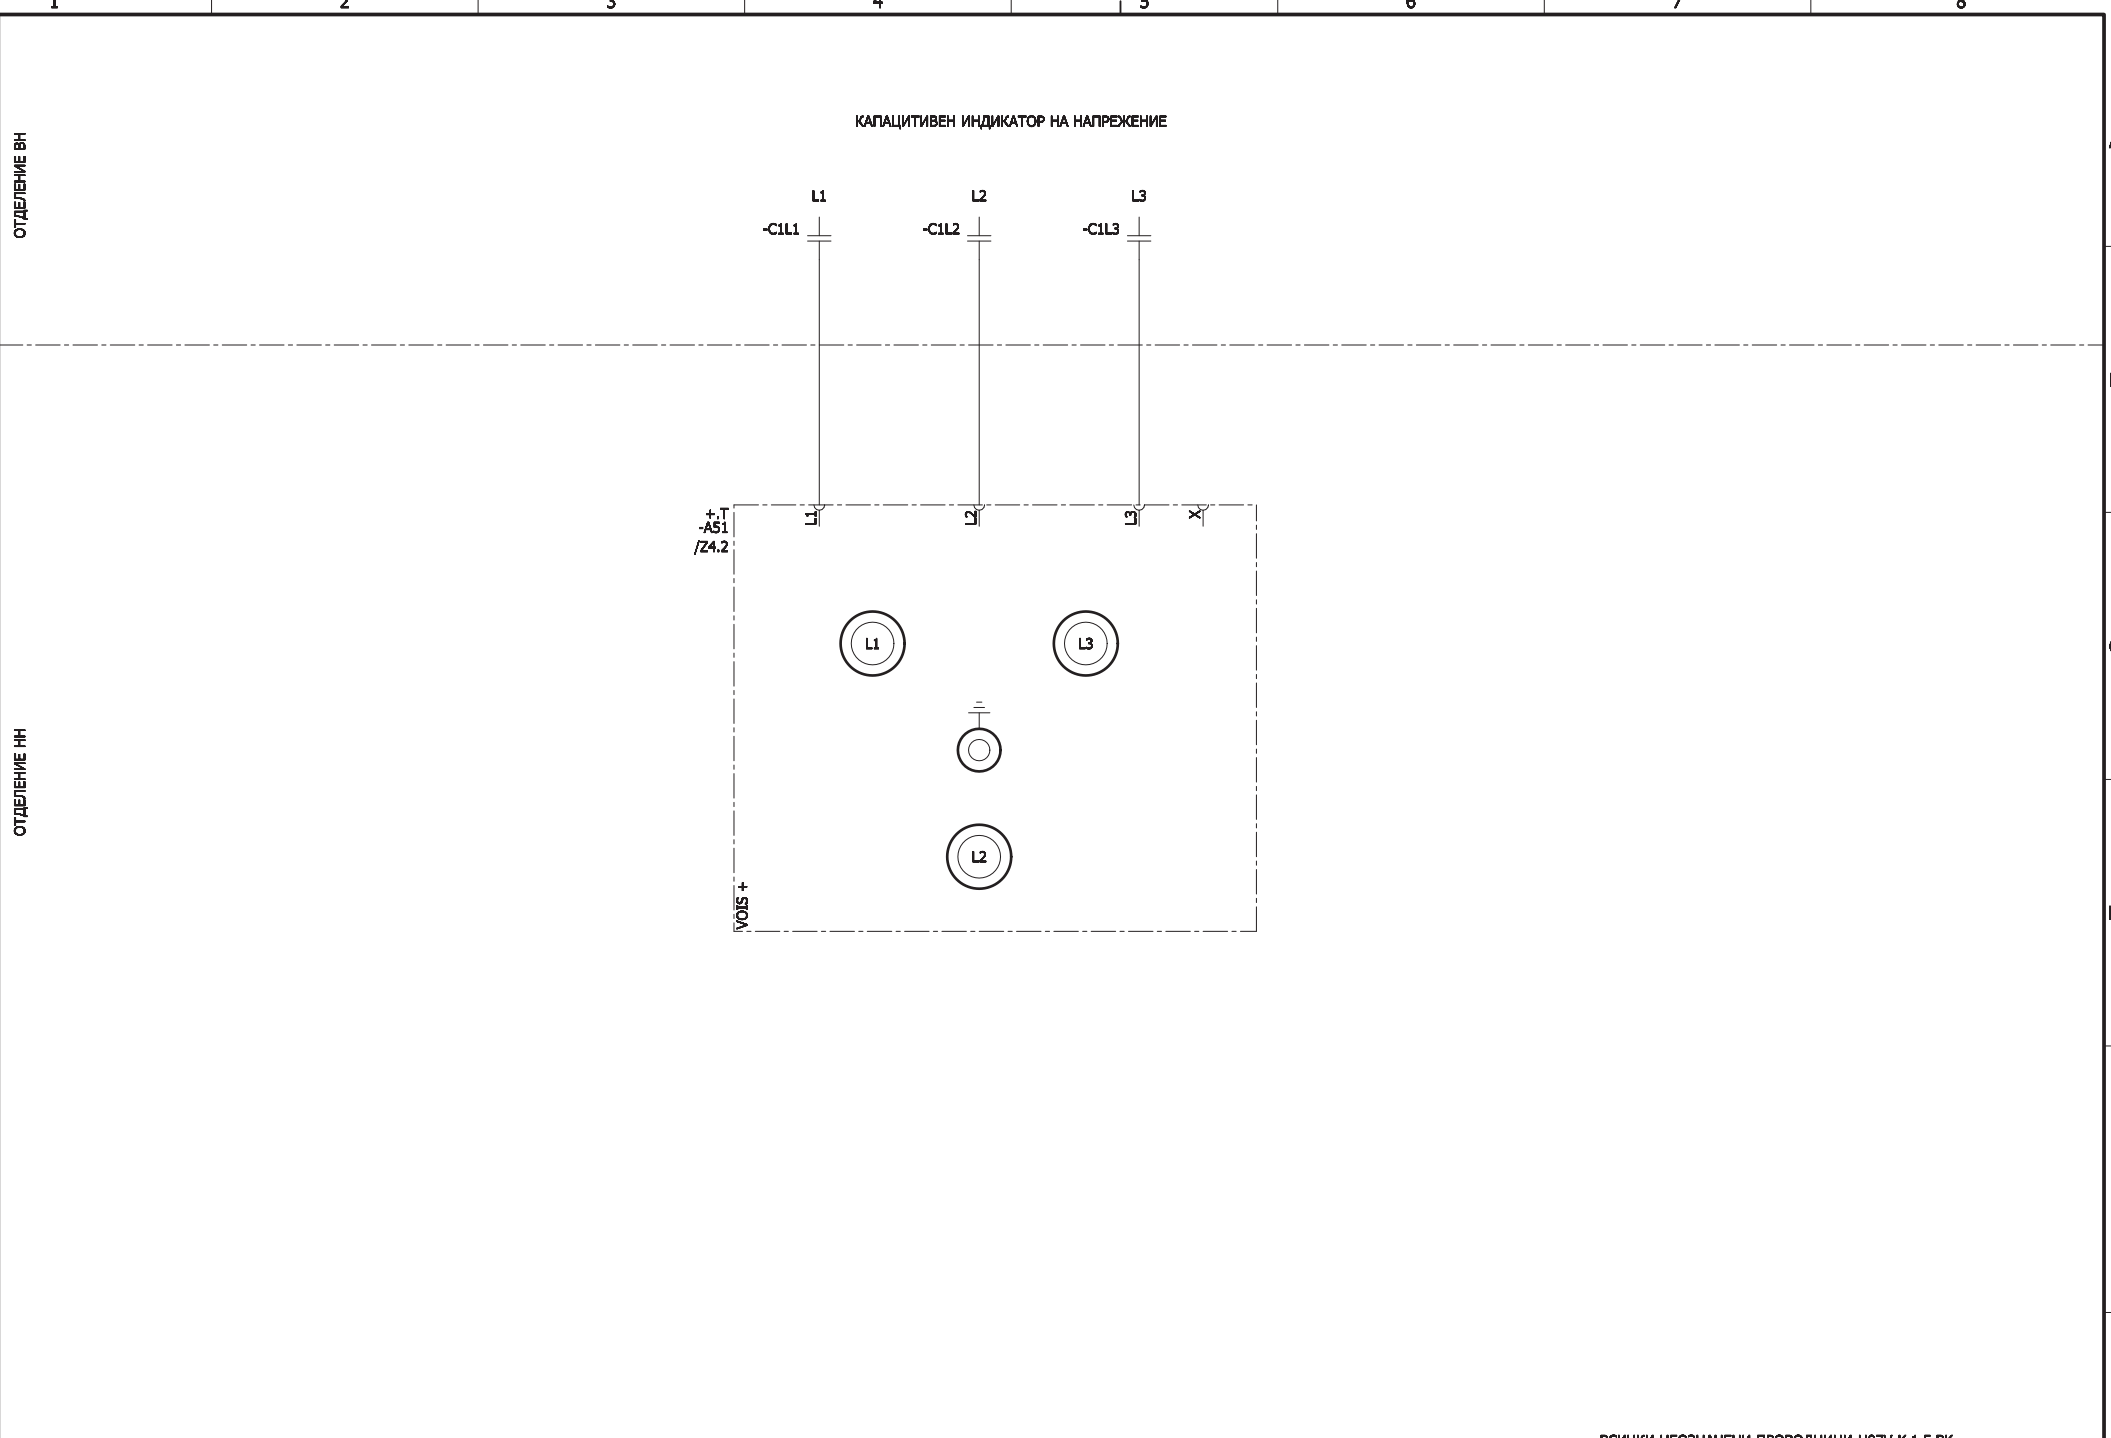 1 2 3 4 5 6 7 8
КАПАЦИТИВЕН ИНДИКАТОР НА НАПРЕЖЕНИЕ
ОТДЕЛЕНИЕ ВН
L1 L2 L3
-C1L1 -C1L2 -C1L3
+.T
-A51
/Z4.2
L1 L2 L3 X
L1 L3
L2
VOIS +
ОТДЕЛЕНИЕ НН